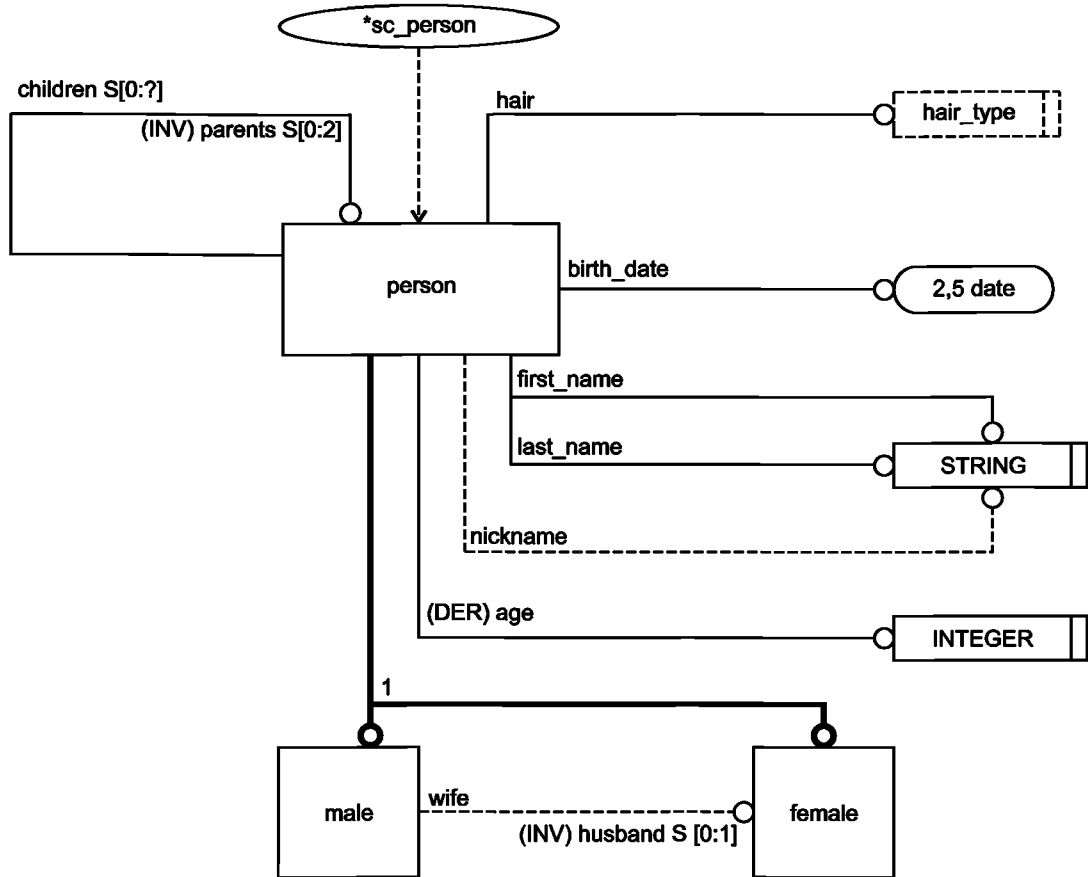 *sc_person
children S[0:?]
hair
hair_type
(INV) parents S[0:2]
person
birth_date
2,5 date
first_name
last_name
STRING
nickname
(DER) age
INTEGER
1
male
wife
female
(INV) husband S [0:1]